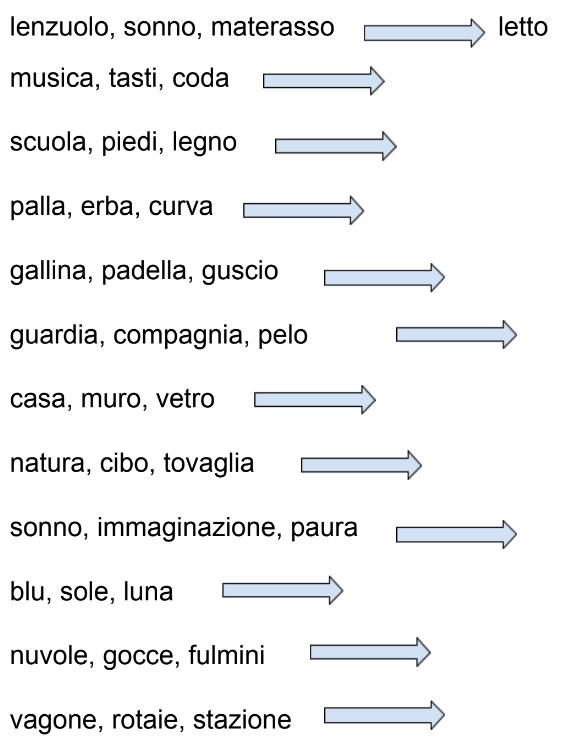 lenzuolo, sonno, materasso letto
musica, tasti, coda
scuola, piedi, legno
palla, erba, curva
gallina, padella, guscio
guardia, compagnia, pelo
casa, muro, vetro
natura, cibo, tovaglia
sonno, immaginazione, paura
blu, sole, luna
nuvole, gocce, fulmini
vagone, rotaie, stazione